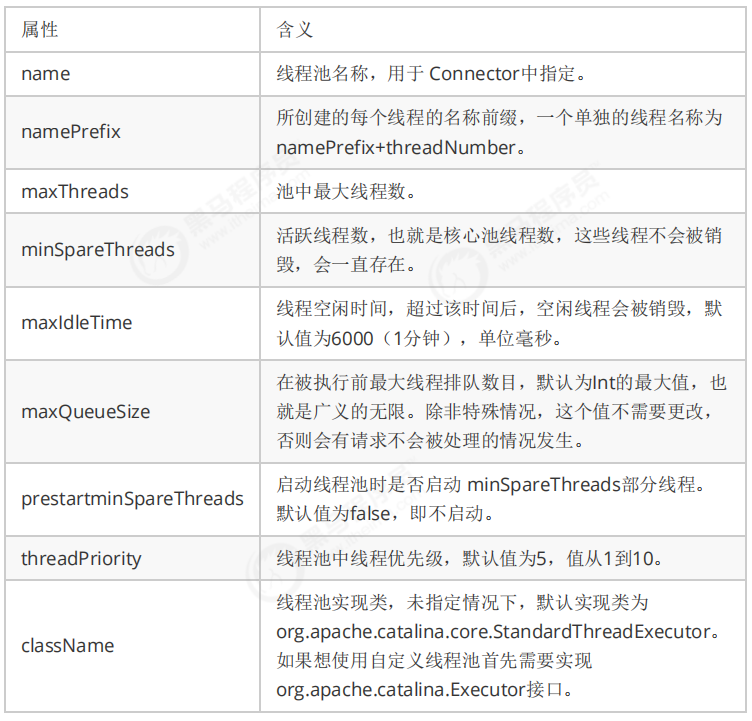 属性
含义
name
线程池名称，用于 Connector中指定。
namePrefix
所创建的每个线程的名称前缀，一个单独的线程名称为
namePrefix+threadNumber。
maxThreads
池中最大线程数。
minSpareThreads
活跃线程数，也就是核心池线程数，这些线程不会被销
毁，会一直存在。
maxIdleTime
线程空闲时间，超过该时间后，空闲线程会被销毁，默
认值为6000（1分钟），单位毫秒。
maxQueueSize
在被执行前最大线程排队数目，默认为Int的最大值，也
就是广义的无限。除非特殊情况，这个值不需要更改，
否则会有请求不会被处理的情况发生。
prestartminSpareThreads
启动线程池时是否启动 minSpareThreads部分线程。
默认值为false，即不启动。
threadPriority
线程池中线程优先级，默认值为5，值从1到10。
className
线程池实现类，未指定情况下，默认实现类为
org.apache.catalina.core.StandardThreadExecutor。
如果想使用自定义线程池首先需要实现
org.apache.catalina.Executor接口。
黑马程序员
黑马程序员
黑马程序员